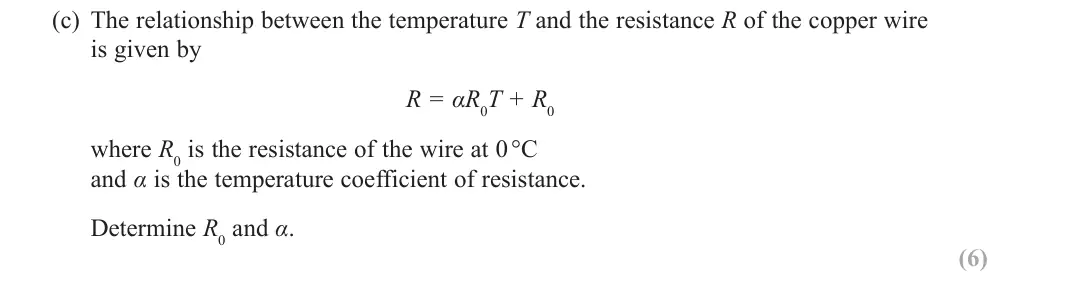 (c) The relationship between the temperature T and the resistance R of the copper wire
is given by
R = αR₀T + R₀
where R₀ is the resistance of the wire at 0 °C
and α is the temperature coefficient of resistance.
Determine R₀ and α.
(6)